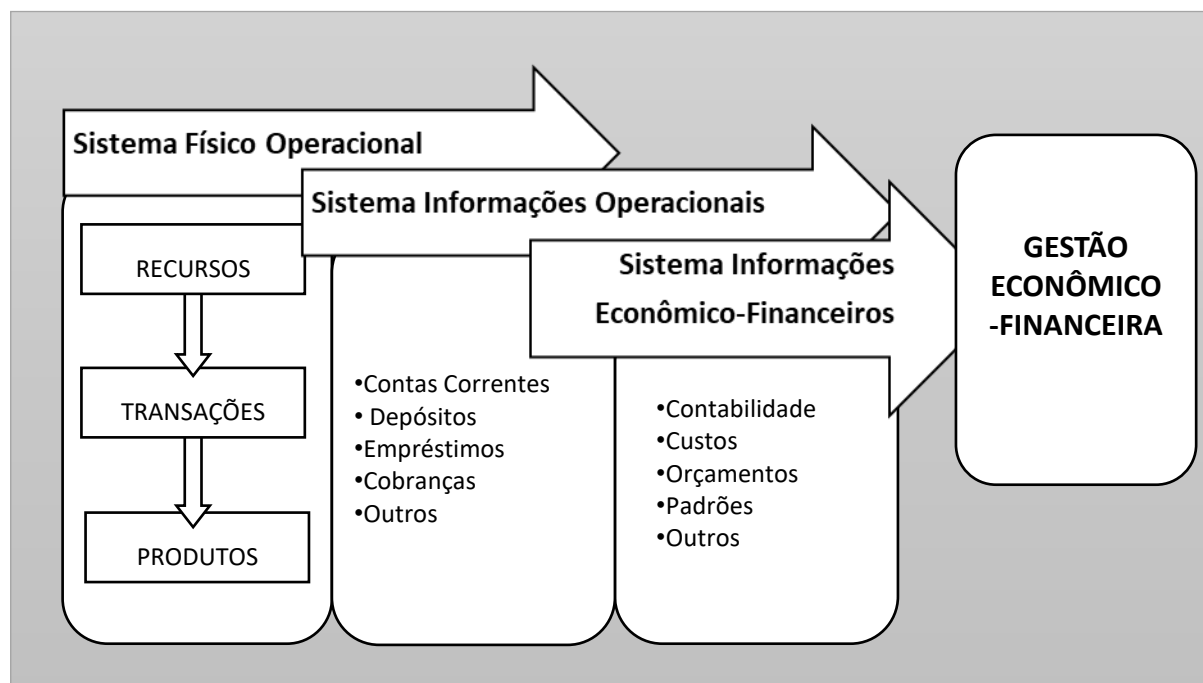 Sistema Físico Operacional
Sistema Informações Operacionais
Sistema Informações
Econômico-Financeiros
RECURSOS
TRANSAÇÕES
PRODUTOS
•Contas Correntes
• Depósitos
•Empréstimos
•Cobranças
•Outros
•Contabilidade
•Custos
•Orçamentos
•Padrões
•Outros
GESTÃO
ECONÔMICO
-FINANCEIRA